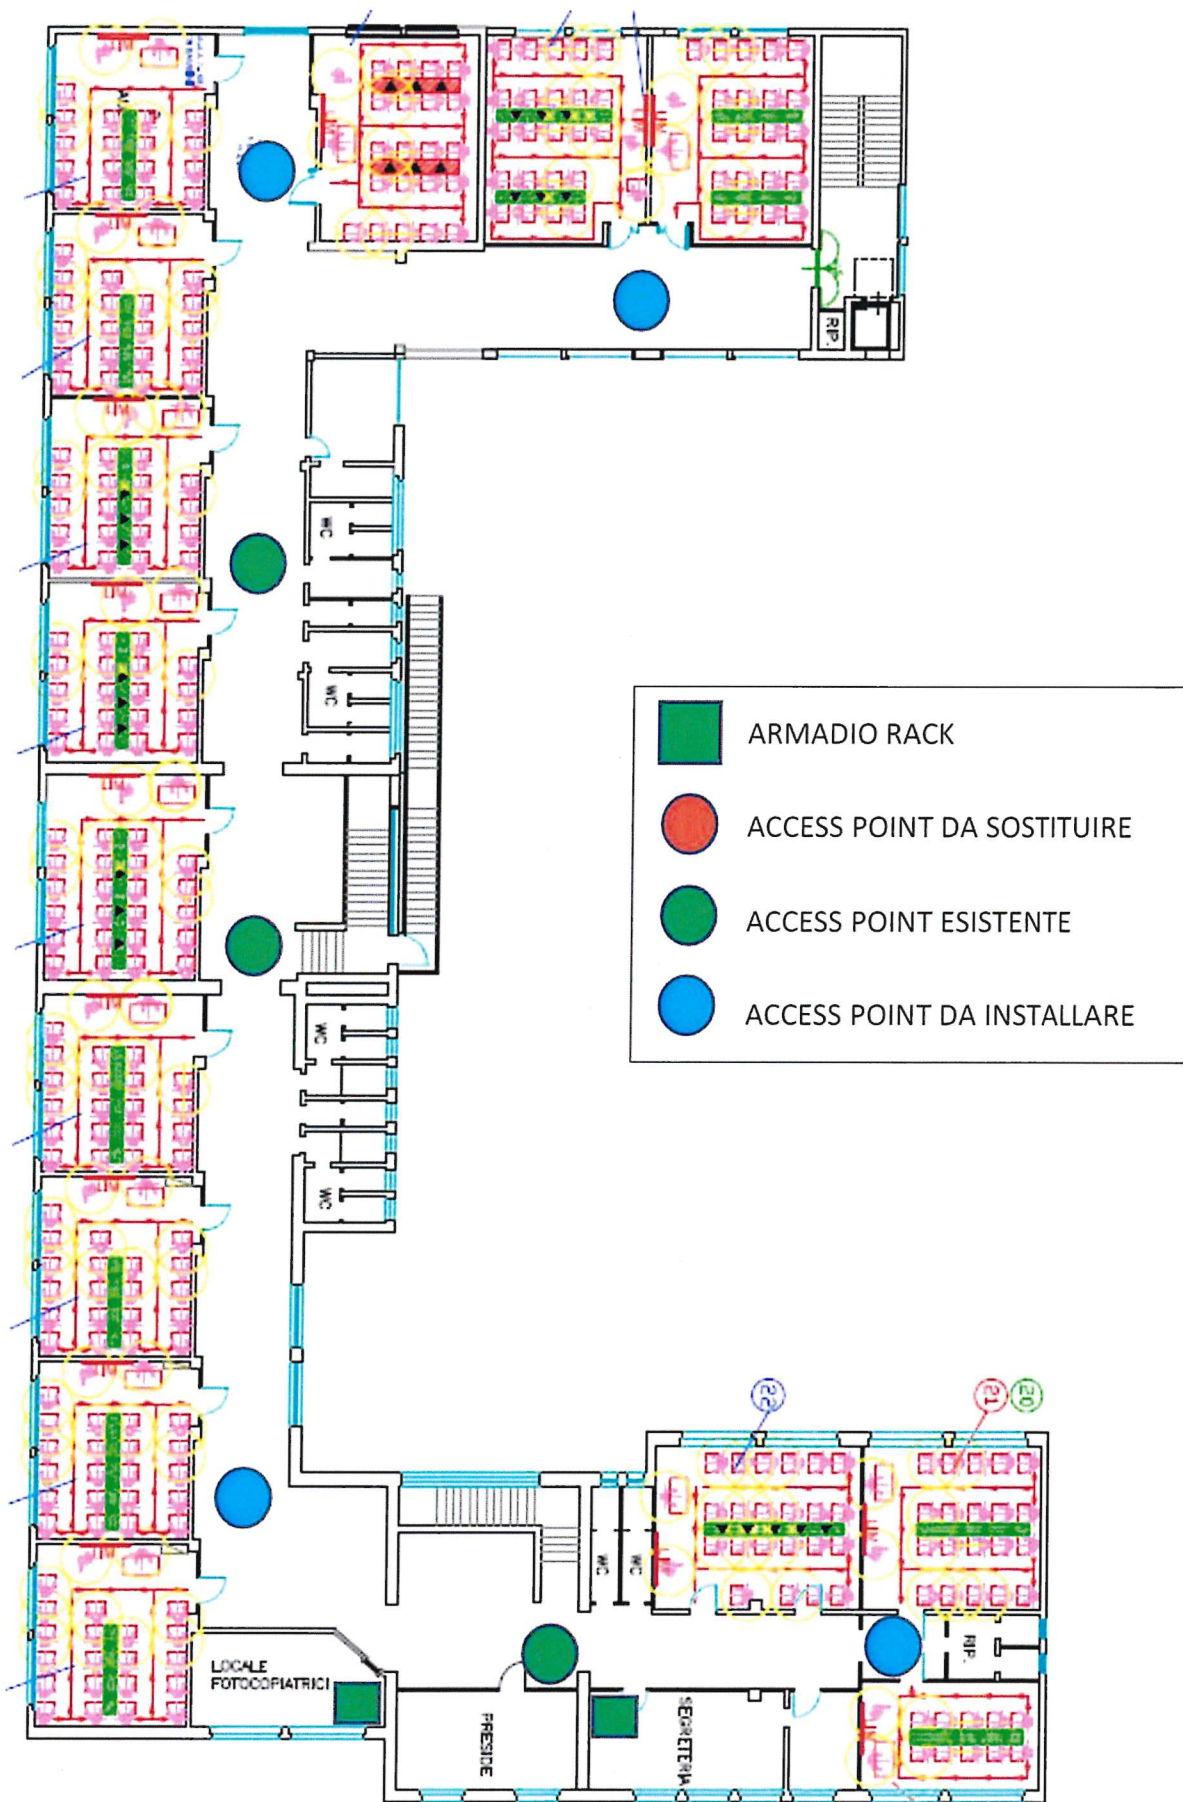 RIP.
WC
WC
ARMADIO RACK
ACCESS POINT DA SOSTITUIRE
ACCESS POINT ESISTENTE
ACCESS POINT DA INSTALLARE
WC
WC
22
21
20
WC
WC
RIP.
LOCALE
FOTOCOPIATRICI
PRESIDE
SEGRETERIA